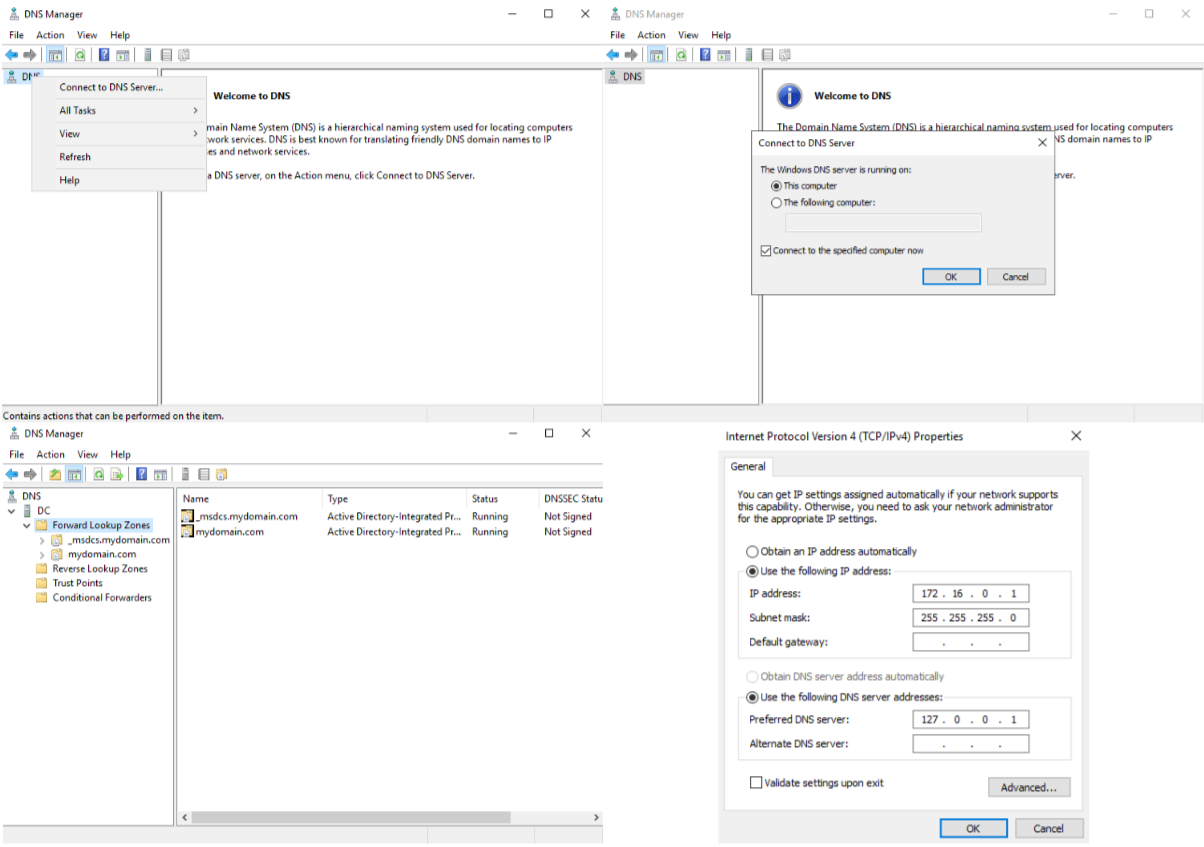 DNS Manager
File Action View Help
DNS
Connect to DNS Server...
All Tasks
View
Refresh
Help
Welcome to DNS
main Name System (DNS) is a hierarchical naming system used for locating computers
work services. DNS is best known for translating friendly DNS domain names to IP
es and network services.
a DNS server, on the Action menu, click Connect to DNS Server.
Contains actions that can be performed on the item.
DNS Manager
File Action View Help
DNS
Welcome to DNS
The Domain Name System (DNS) is a hierarchical naming system used for locating computers
NS domain names to IP
erver.
Connect to DNS Server
The Windows DNS server is running on:
This computer
The following computer:
Connect to the specified computer now
OK Cancel
DNS Manager
File Action View Help
DNS
DC
Forward Lookup Zones
_msdcs.mydomain.com
mydomain.com
Reverse Lookup Zones
Trust Points
Conditional Forwarders
Name Type Status DNSSEC Statu
_msdcs.mydomain.com Active Directory-Integrated Pr... Running Not Signed
mydomain.com Active Directory-Integrated Pr... Running Not Signed
Internet Protocol Version 4 (TCP/IPv4) Properties
General
You can get IP settings assigned automatically if your network supports
this capability. Otherwise, you need to ask your network administrator
for the appropriate IP settings.
Obtain an IP address automatically
Use the following IP address:
IP address: 172 . 16 . 0 . 1
Subnet mask: 255 . 255 . 255 . 0
Default gateway: . . .
Obtain DNS server address automatically
Use the following DNS server addresses:
Preferred DNS server: 127 . 0 . 0 . 1
Alternate DNS server: . . .
Validate settings upon exit
Advanced...
OK Cancel